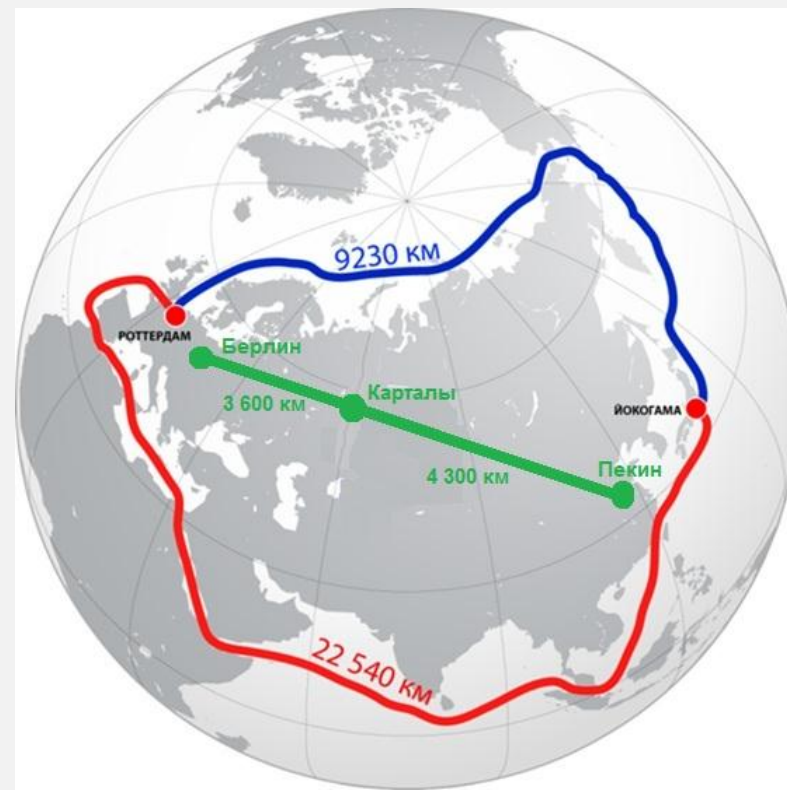 9230 км
РОТТЕРДАМ
Берлин
3 600 км
Карталы
ЙОКОГАМА
4 300 км
Пекин
22 540 км